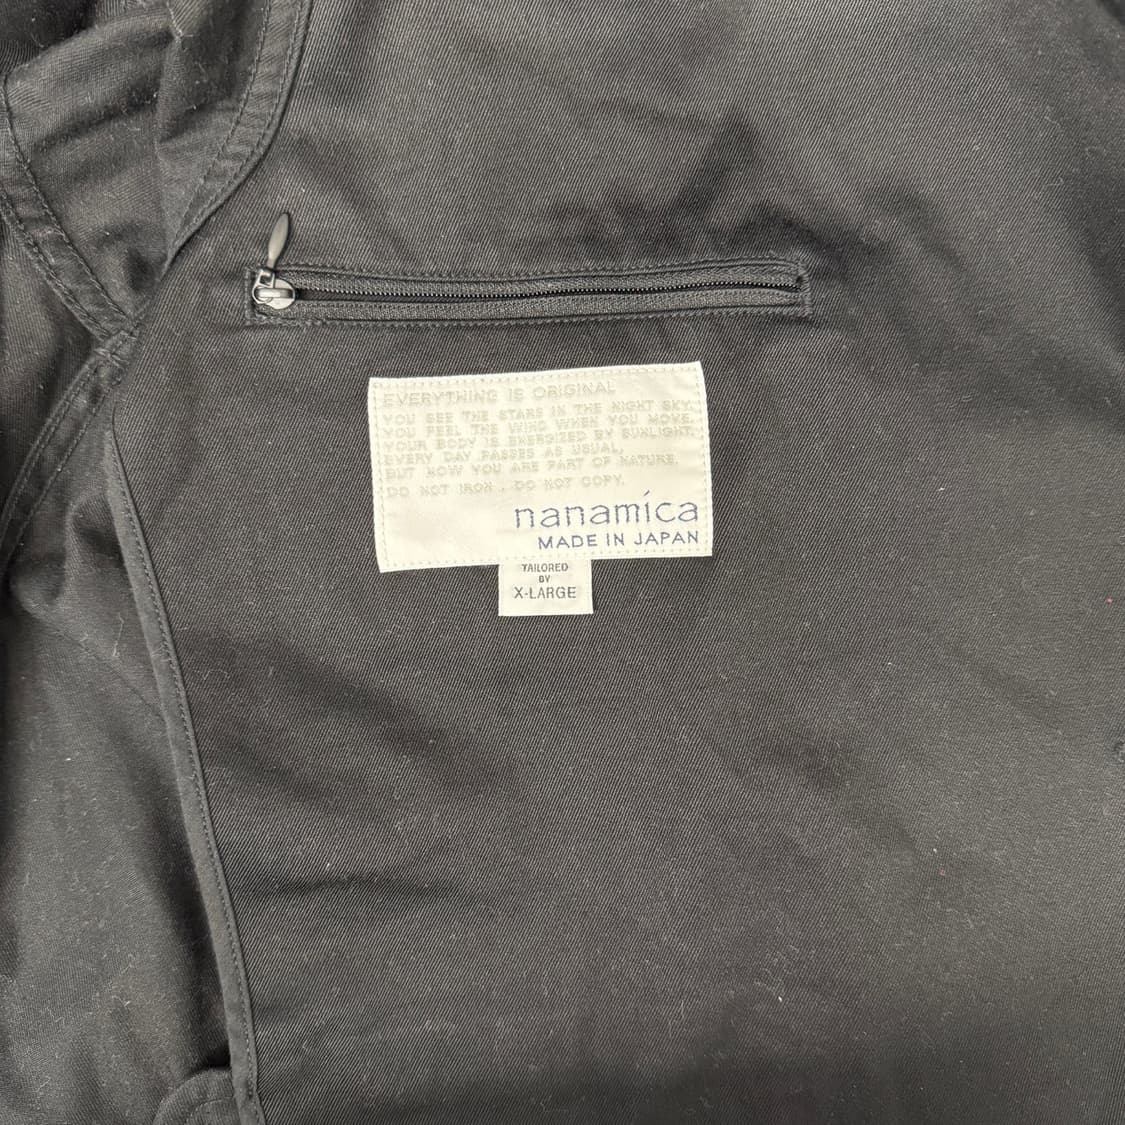 EVERYTHING IS ORIGINAL
YOU SEE THE STARS IN THE NIGHT SKY.
YOU FEEL THE WIND WHEN YOU MOVE.
YOUR BODY IS ENERGIZED BY SUNLIGHT.
EVERY DAY PASSES AS USUAL,
BUT NOW YOU ARE PART OF NATURE.
DO NOT IRON . DO NOT COPY.
nanamica
MADE IN JAPAN
TAILORED
BY
X-LARGE